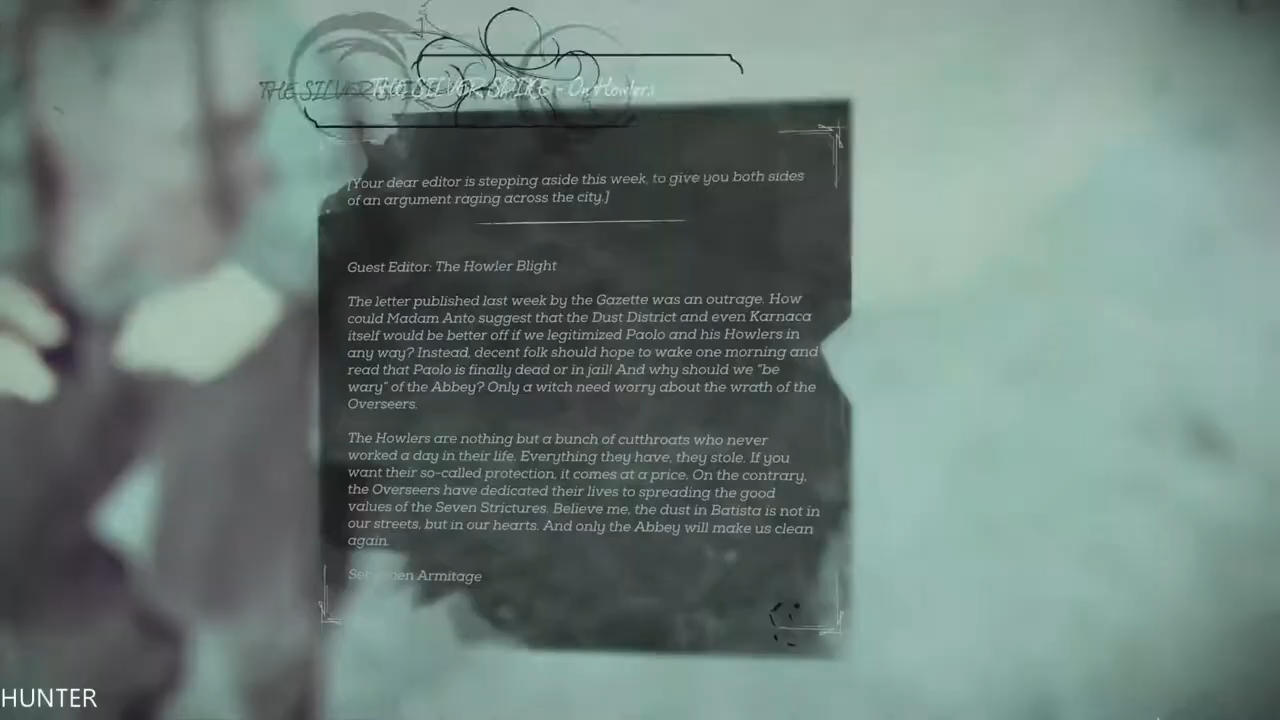 THE SILVER SPIKE - On Howlers
[Your dear editor is stepping aside this week, to give you both sides
of an argument raging across the city.]
Guest Editor: The Howler Blight
The letter published last week by the Gazette was an outrage. How
could Madam Anto suggest that the Dust District and even Karnaca
itself would be better off if we legitimized Paolo and his Howlers in
any way? Instead, decent folk should hope to wake one morning and
read that Paolo is finally dead or in jail! And why should we "be
wary" of the Abbey? Only a witch need worry about the wrath of the
Overseers.
The Howlers are nothing but a bunch of cutthroats who never
worked a day in their life. Everything they have, they stole. If you
want their so-called protection, it comes at a price. On the contrary,
the Overseers have dedicated their lives to spreading the good
values of the Seven Strictures. Believe me, the dust in Batista is not in
our streets, but in our hearts. And only the Abbey will make us clean
again.
Armitage
HUNTER